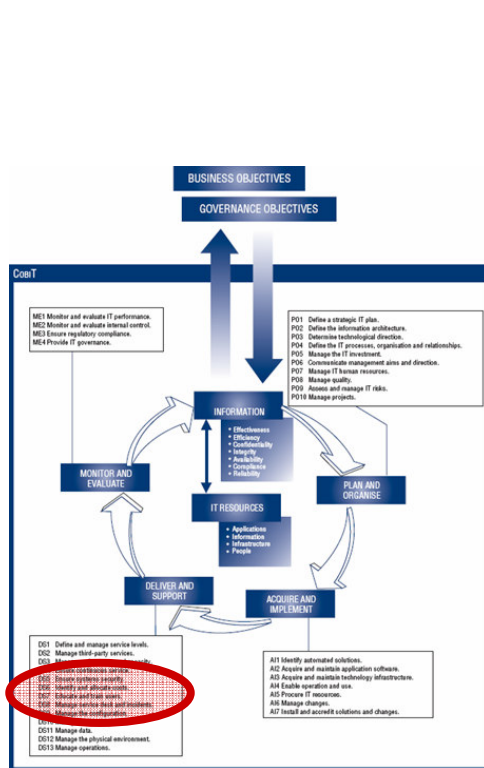 BUSINESS OBJECTIVES
GOVERNANCE OBJECTIVES
COBIT
ME1 Monitor and evaluate IT performance.
ME2 Monitor and evaluate internal control.
ME3 Ensure regulatory compliance.
ME4 Provide IT governance.
PO1 Define a strategic IT plan.
PO2 Define the information architecture.
PO3 Determine technological direction.
PO4 Define the IT processes, organisation and relationships.
PO5 Manage the IT investment.
PO6 Communicate management aims and direction.
PO7 Manage IT human resources.
PO8 Manage quality.
PO9 Assess and manage IT risks.
PO10 Manage projects.
INFORMATION
• Effectiveness
• Efficiency
• Confidentiality
• Integrity
• Availability
• Compliance
• Reliability
MONITOR AND
EVALUATE
PLAN AND
ORGANISE
IT RESOURCES
• Applications
• Information
• Infrastructure
• People
DELIVER AND
SUPPORT
ACQUIRE AND
IMPLEMENT
DS1 Define and manage service levels.
DS2 Manage third-party services.
DS3
Ensure continuous service.
DS5 Ensure systems security.
DS6 Identify and allocate costs.
DS7 Educate and train users.
DS8 Manage service desk and incidents.
Manage the configuration.
DS11 Manage data.
DS12 Manage the physical environment.
DS13 Manage operations.
AI1 Identify automated solutions.
AI2 Acquire and maintain application software.
AI3 Acquire and maintain technology infrastructure.
AI4 Enable operation and use.
AI5 Procure IT resources.
AI6 Manage changes.
AI7 Install and accredit solutions and changes.